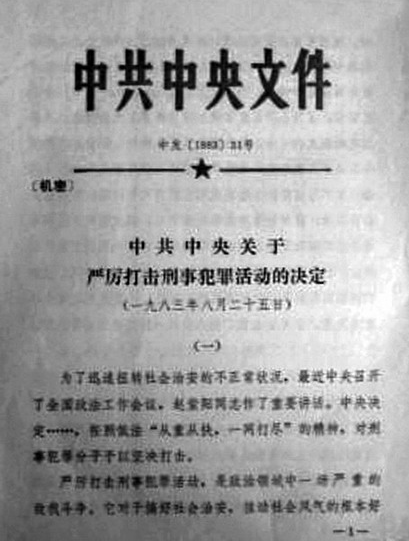 中共中央文件
中发〔1983〕31号
〔机密〕
中共中央关于
严厉打击刑事犯罪活动的决定
（一九八三年八月二十五日）
（一）
为了迅速扭转社会治安的不正常状况，最近中央召开
了全国政法工作会议，赵紫阳同志作了重要讲话。中央决
定……，按照依法“从重从快，一网打尽”的精神，对刑
事犯罪分子予以坚决打击。
严厉打击刑事犯罪活动，是政治领域中一场严重的
敌我斗争。它对于搞好社会治安，推动社会风气的根本好
—1—